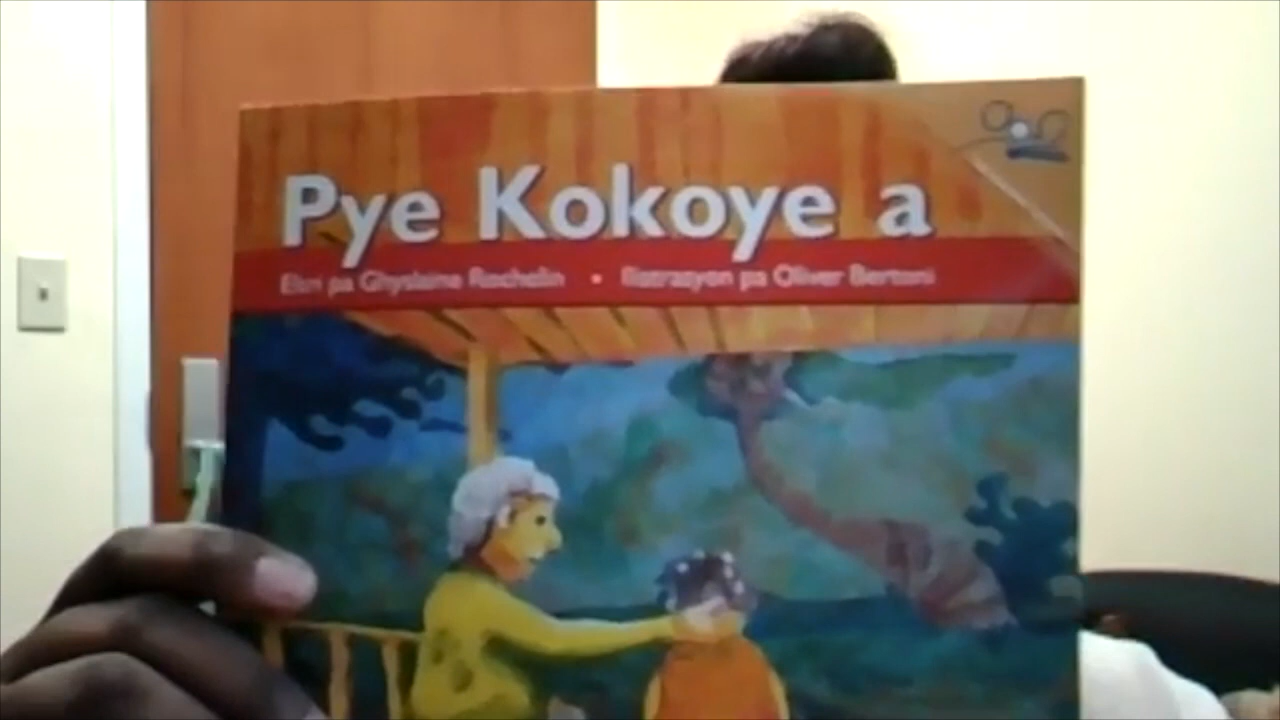 Pye Kokoye a
Ekri pa Ghyslaine Rochelin • Ilistrasyon pa Oliver Bertoni